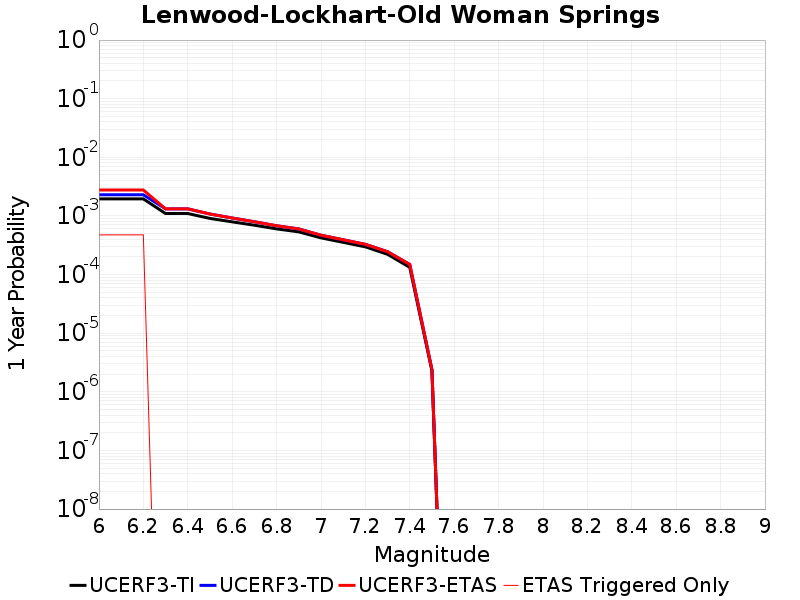 Lenwood-Lockhart-Old Woman Springs
10^0
10^-1
10^-2
10^-3
10^-4
10^-5
10^-6
10^-7
10^-8
1 Year Probability
6 6.2 6.4 6.6 6.8 7 7.2 7.4 7.6 7.8 8 8.2 8.4 8.6 8.8 9
Magnitude
UCERF3-TI UCERF3-TD UCERF3-ETAS ETAS Triggered Only